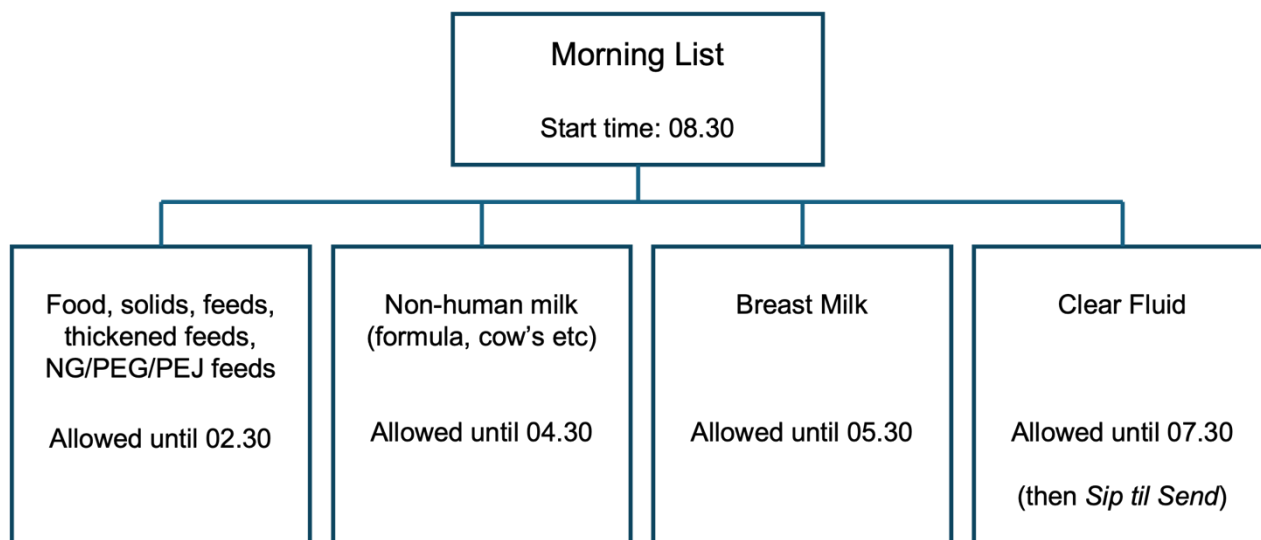 Morning List
Start time: 08.30
Food, solids, feeds,
thickened feeds,
NG/PEG/PEJ feeds
Allowed until 02.30
Non-human milk
(formula, cow’s etc)
Allowed until 04.30
Breast Milk
Allowed until 05.30
Clear Fluid
Allowed until 07.30
(then Sip til Send)